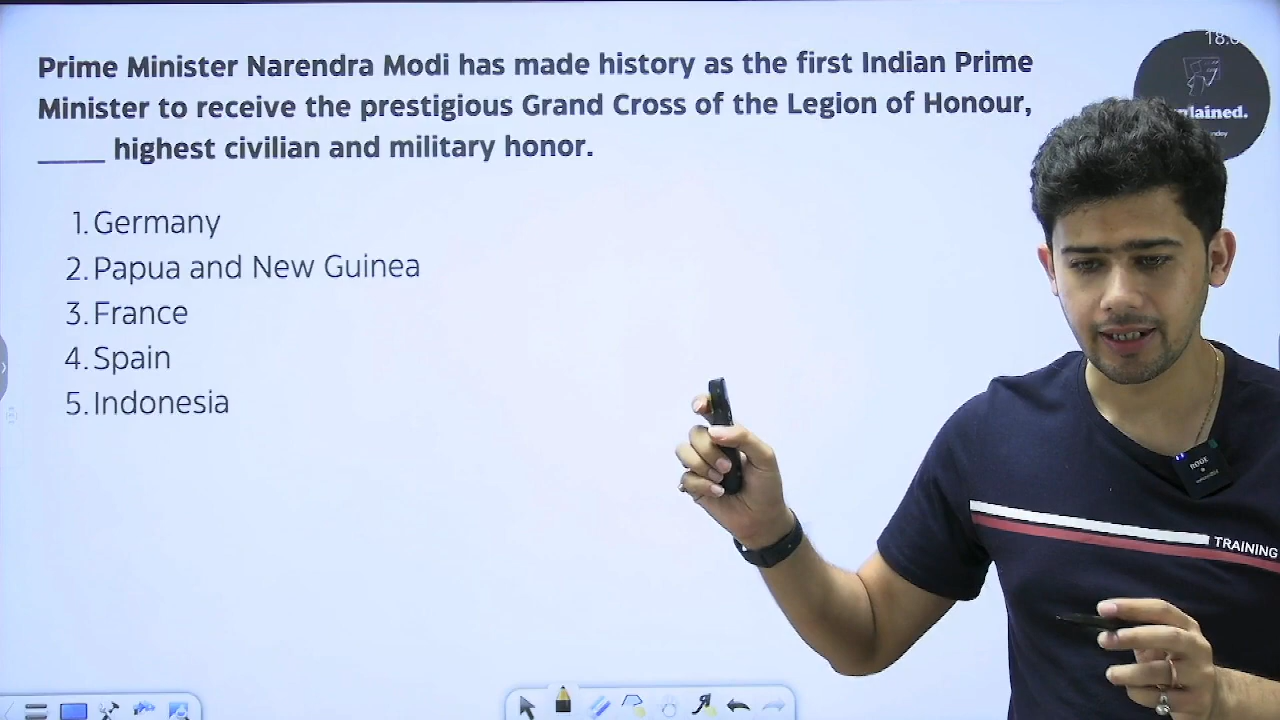 Prime Minister Narendra Modi has made history as the first Indian Prime
Minister to receive the prestigious Grand Cross of the Legion of Honour,
_____ highest civilian and military honor.
1. Germany
2. Papua and New Guinea
3. France
4. Spain
5. Indonesia
TRAINING